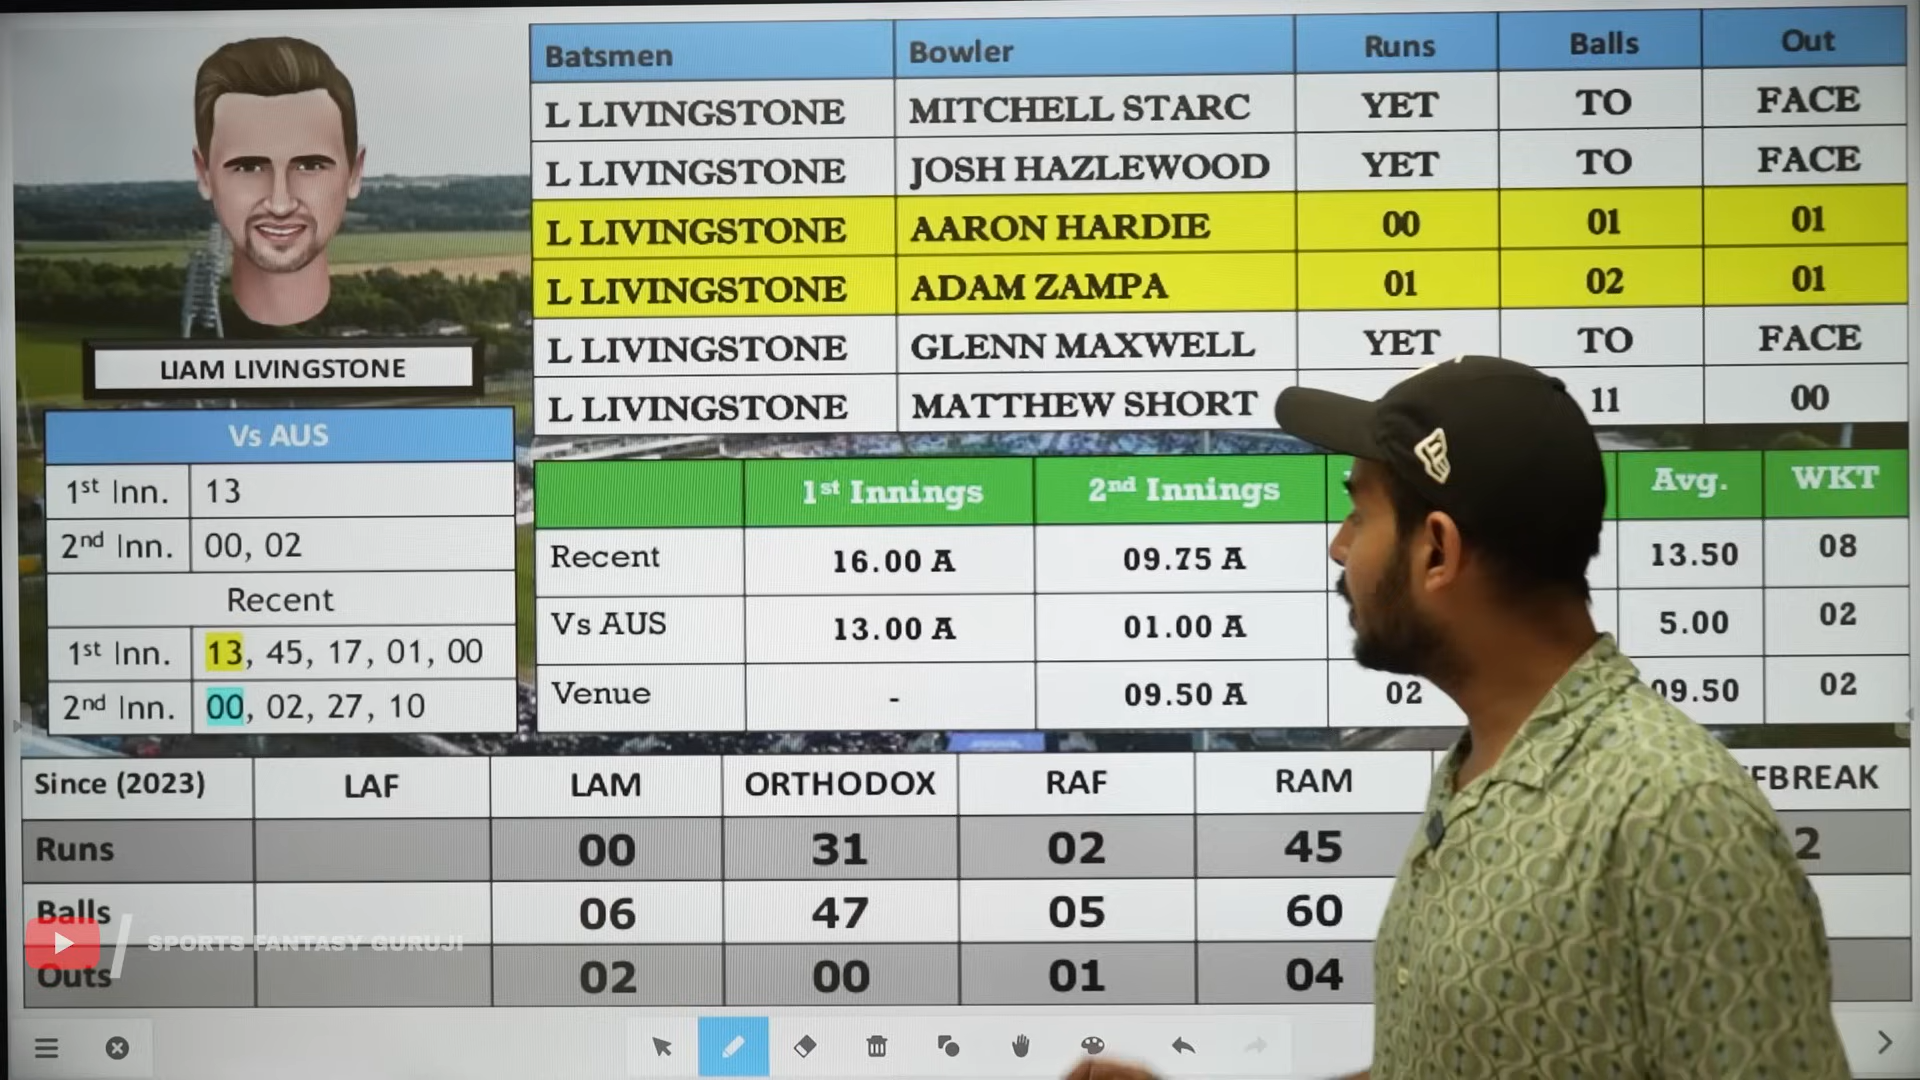 Batsmen Bowler Runs Balls Out
L LIVINGSTONE MITCHELL STARC YET TO FACE
L LIVINGSTONE JOSH HAZLEWOOD YET TO FACE
L LIVINGSTONE AARON HARDIE 00 01 01
L LIVINGSTONE ADAM ZAMPA 01 02 01
L LIVINGSTONE GLENN MAXWELL YET TO FACE
L LIVINGSTONE MATTHEW SHORT 11 00
LIAM LIVINGSTONE
Vs AUS
1st Inn. 13
2nd Inn. 00, 02
Recent
1st Inn. 13, 45, 17, 01, 00
2nd Inn. 00, 02, 27, 10
1st Innings 2nd Innings Avg. WKT
Recent 16.00 A 09.75 A 13.50 08
Vs AUS 13.00 A 01.00 A 5.00 02
Venue - 09.50 A 02 09.50 02
Since (2023) LAF LAM ORTHODOX RAF RAM
Runs 00 31 02 45
Balls 06 47 05 60
Outs 02 00 01 04
SPORTS FANTASY GURUJI